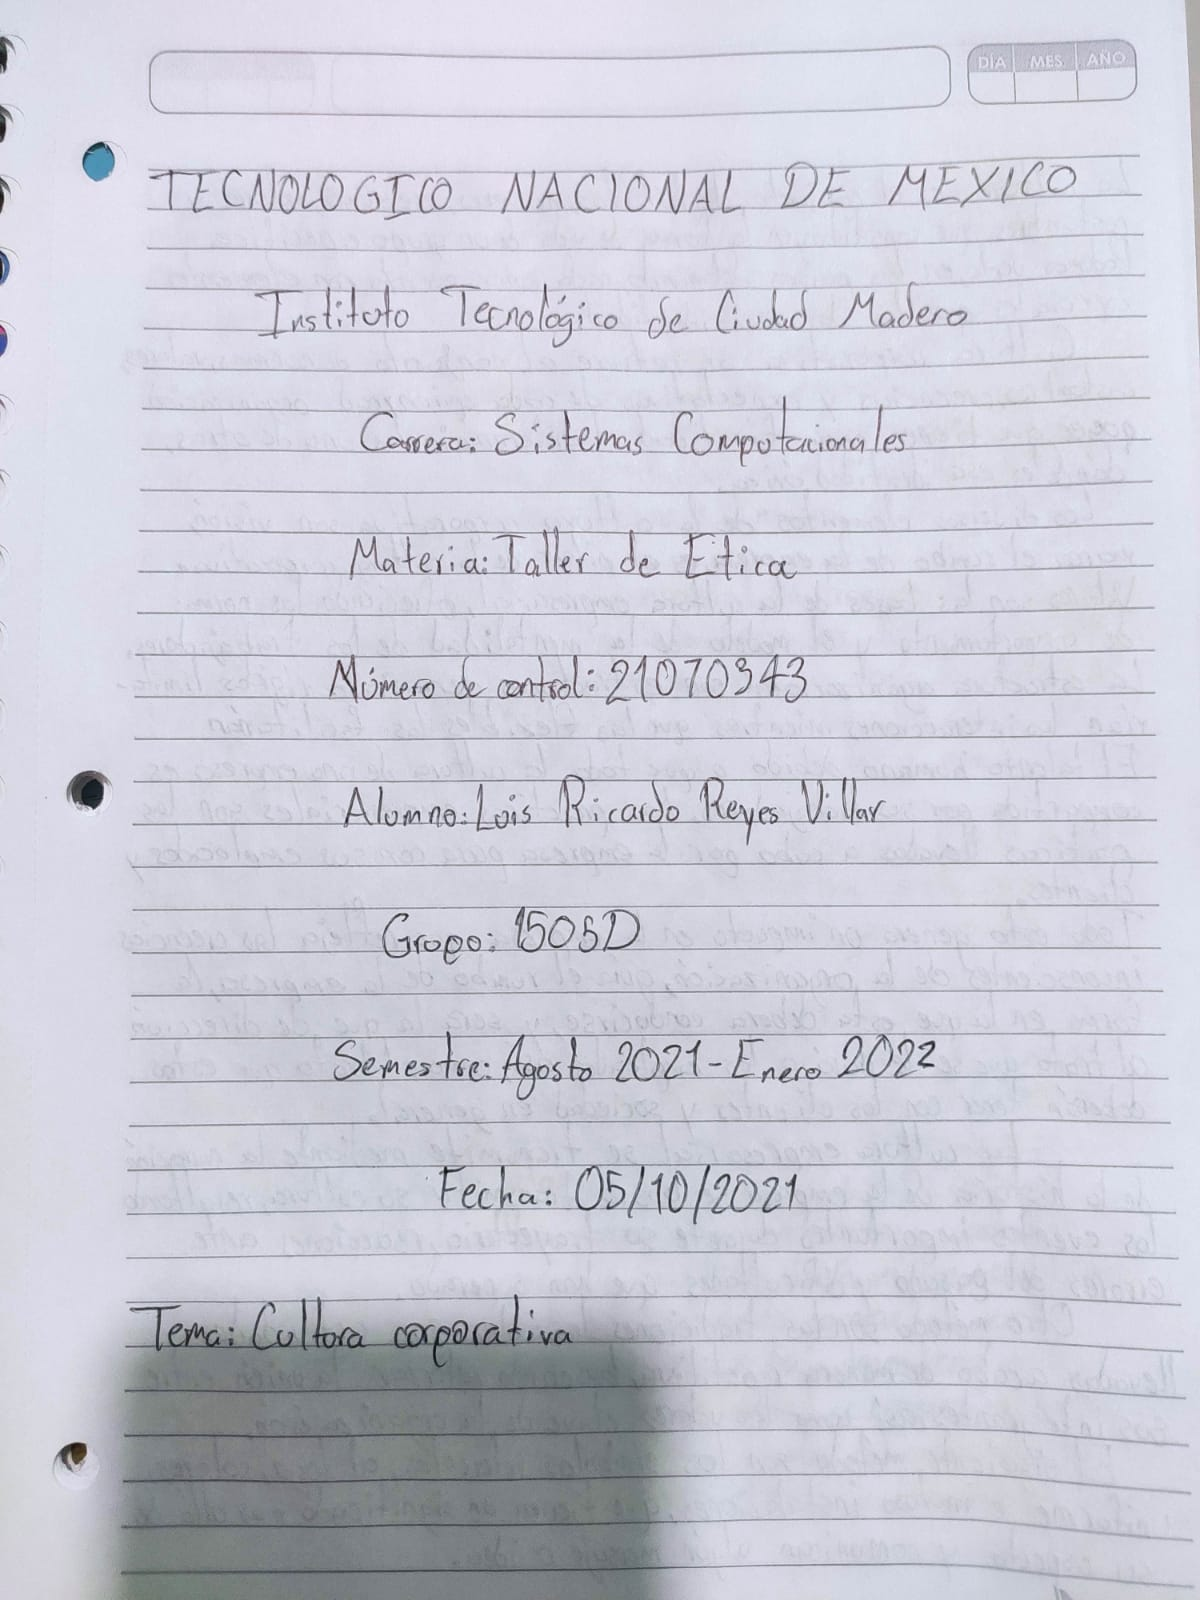 DÍA MES AÑO
TECNOLOGICO NACIONAL DE MEXICO
Instituto Tecnológico de Ciudad Madero
Carrera: Sistemas Computacionales
Materia: Taller de Etica
Número de control: 21070343
Alumno: Luis Ricardo Reyes Villar
Grupo: 1505D
Semestre: Agosto 2021-Enero 2022
Fecha: 05/10/2021
Tema: Cultura corporativa